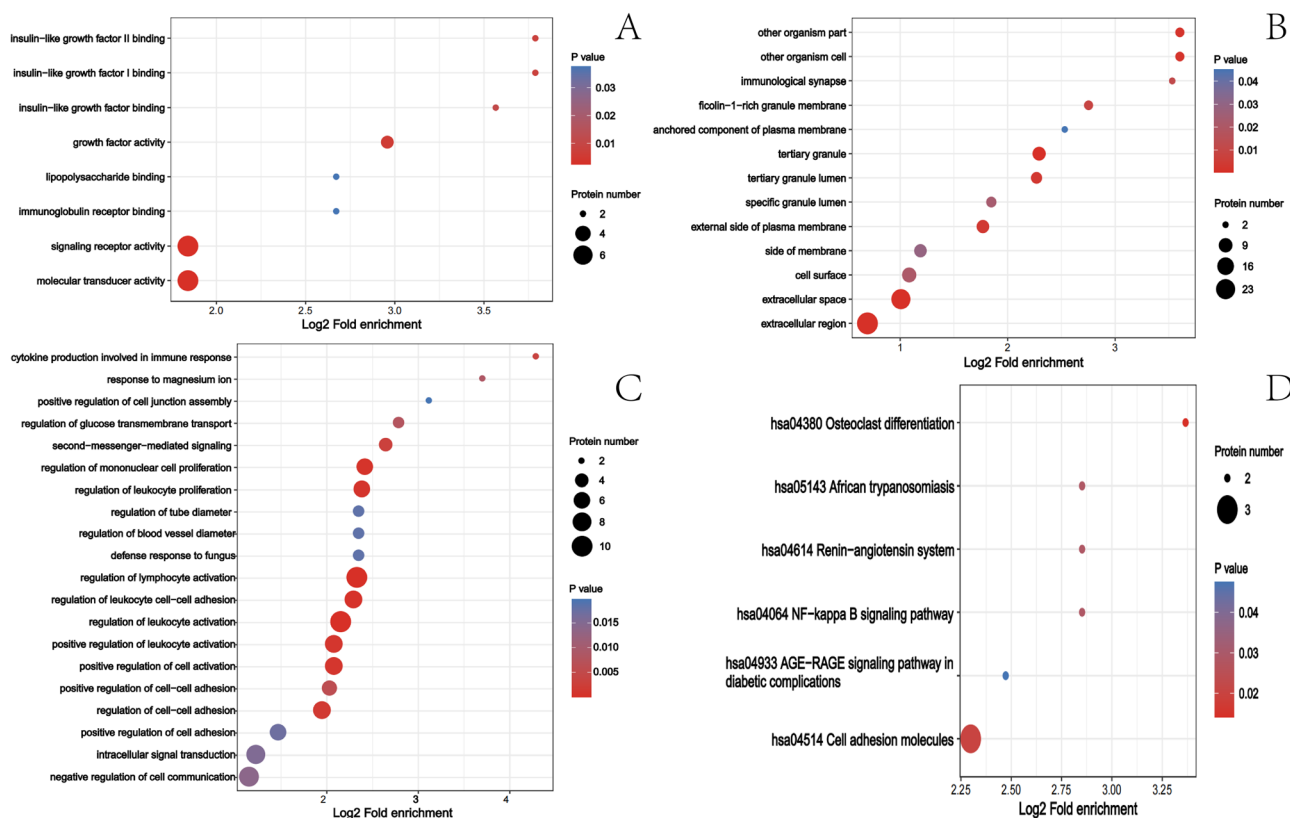 A
insulin-like growth factor II binding
insulin-like growth factor I binding
insulin-like growth factor binding
growth factor activity
lipopolysaccharide binding
immunoglobulin receptor binding
signaling receptor activity
molecular transducer activity
2.0 2.5 3.0 3.5
Log2 Fold enrichment
P value
0.03
0.02
0.01
Protein number
2
4
6
B
other organism part
other organism cell
immunological synapse
ficolin-1-rich granule membrane
anchored component of plasma membrane
tertiary granule
tertiary granule lumen
specific granule lumen
external side of plasma membrane
side of membrane
cell surface
extracellular space
extracellular region
1 2 3
Log2 Fold enrichment
P value
0.04
0.03
0.02
0.01
Protein number
2
9
16
23
C
cytokine production involved in immune response
response to magnesium ion
positive regulation of cell junction assembly
regulation of glucose transmembrane transport
second-messenger-mediated signaling
regulation of mononuclear cell proliferation
regulation of leukocyte proliferation
regulation of tube diameter
regulation of blood vessel diameter
defense response to fungus
regulation of lymphocyte activation
regulation of leukocyte cell-cell adhesion
regulation of leukocyte activation
positive regulation of leukocyte activation
positive regulation of cell activation
positive regulation of cell-cell adhesion
regulation of cell-cell adhesion
positive regulation of cell adhesion
intracellular signal transduction
negative regulation of cell communication
2 3 4
Log2 Fold enrichment
Protein number
2
4
6
8
10
P value
0.015
0.010
0.005
D
hsa04380 Osteoclast differentiation
hsa05143 African trypanosomiasis
hsa04614 Renin-angiotensin system
hsa04064 NF-kappa B signaling pathway
hsa04933 AGE-RAGE signaling pathway in
diabetic complications
hsa04514 Cell adhesion molecules
2.25 2.50 2.75 3.00 3.25
Log2 Fold enrichment
Protein number
2
3
P value
0.04
0.03
0.02